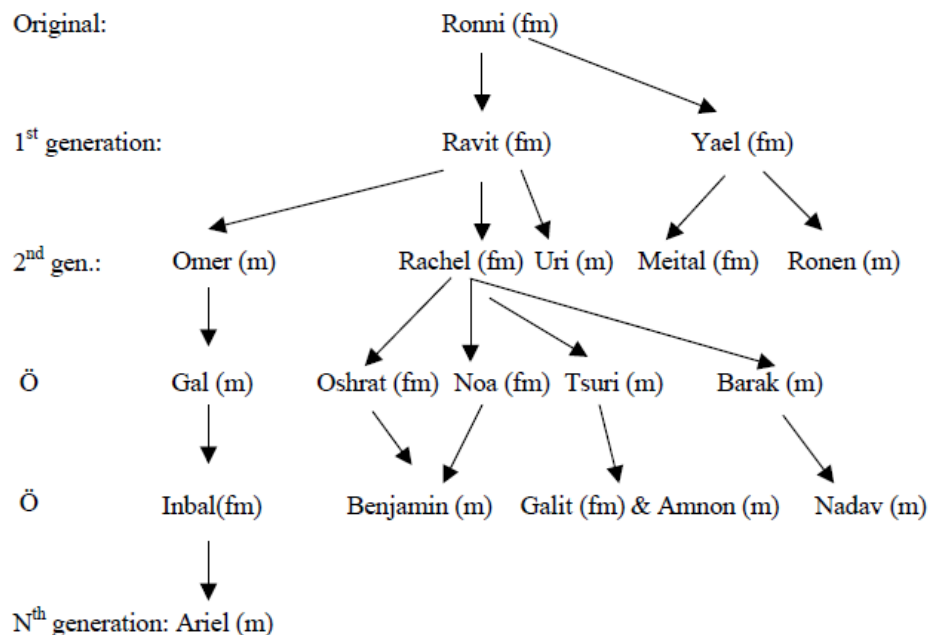 Original: Ronni (fm)
1st generation: Ravit (fm) Yael (fm)
2nd gen.: Omer (m) Rachel (fm) Uri (m) Meital (fm) Ronen (m)
Ö Gal (m) Oshrat (fm) Noa (fm) Tsuri (m) Barak (m)
Ö Inbal(fm) Benjamin (m) Galit (fm) & Amnon (m) Nadav (m)
Nth generation: Ariel (m)